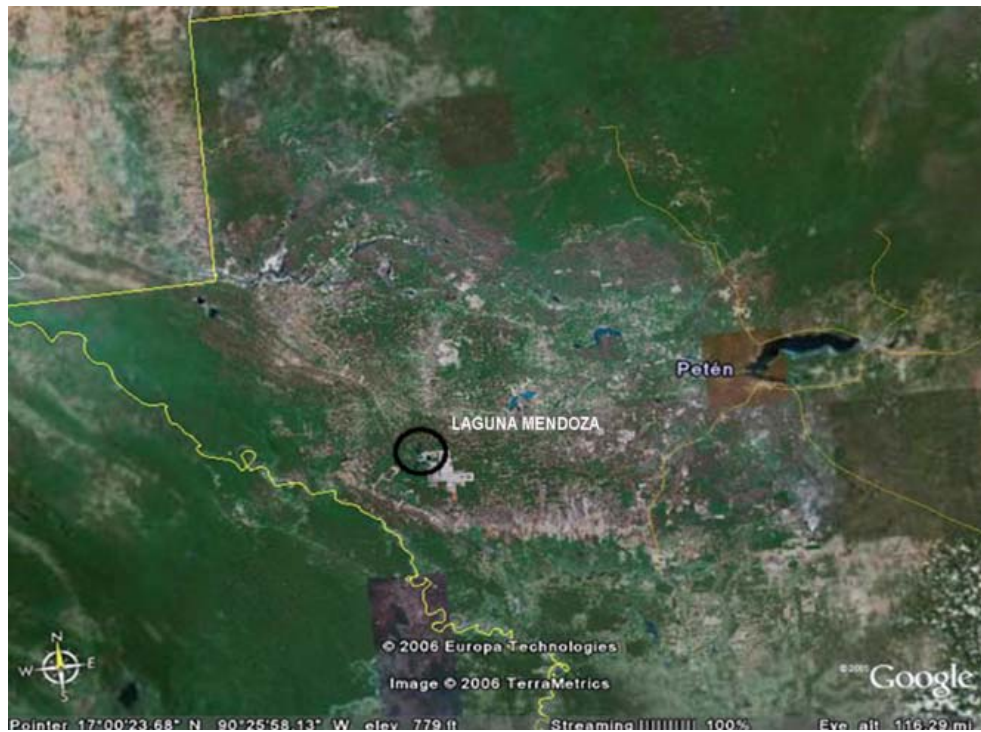 Petén
LAGUNA MENDOZA
© 2006 Europa Technologies
N
W E
S
Image © 2006 TerraMetrics
© 2005 Google
Pointer 17°00'23.68" N 90°25'58.13" W elev 779 ft Streaming |||||||||| 100% Eye alt 116.29 mi